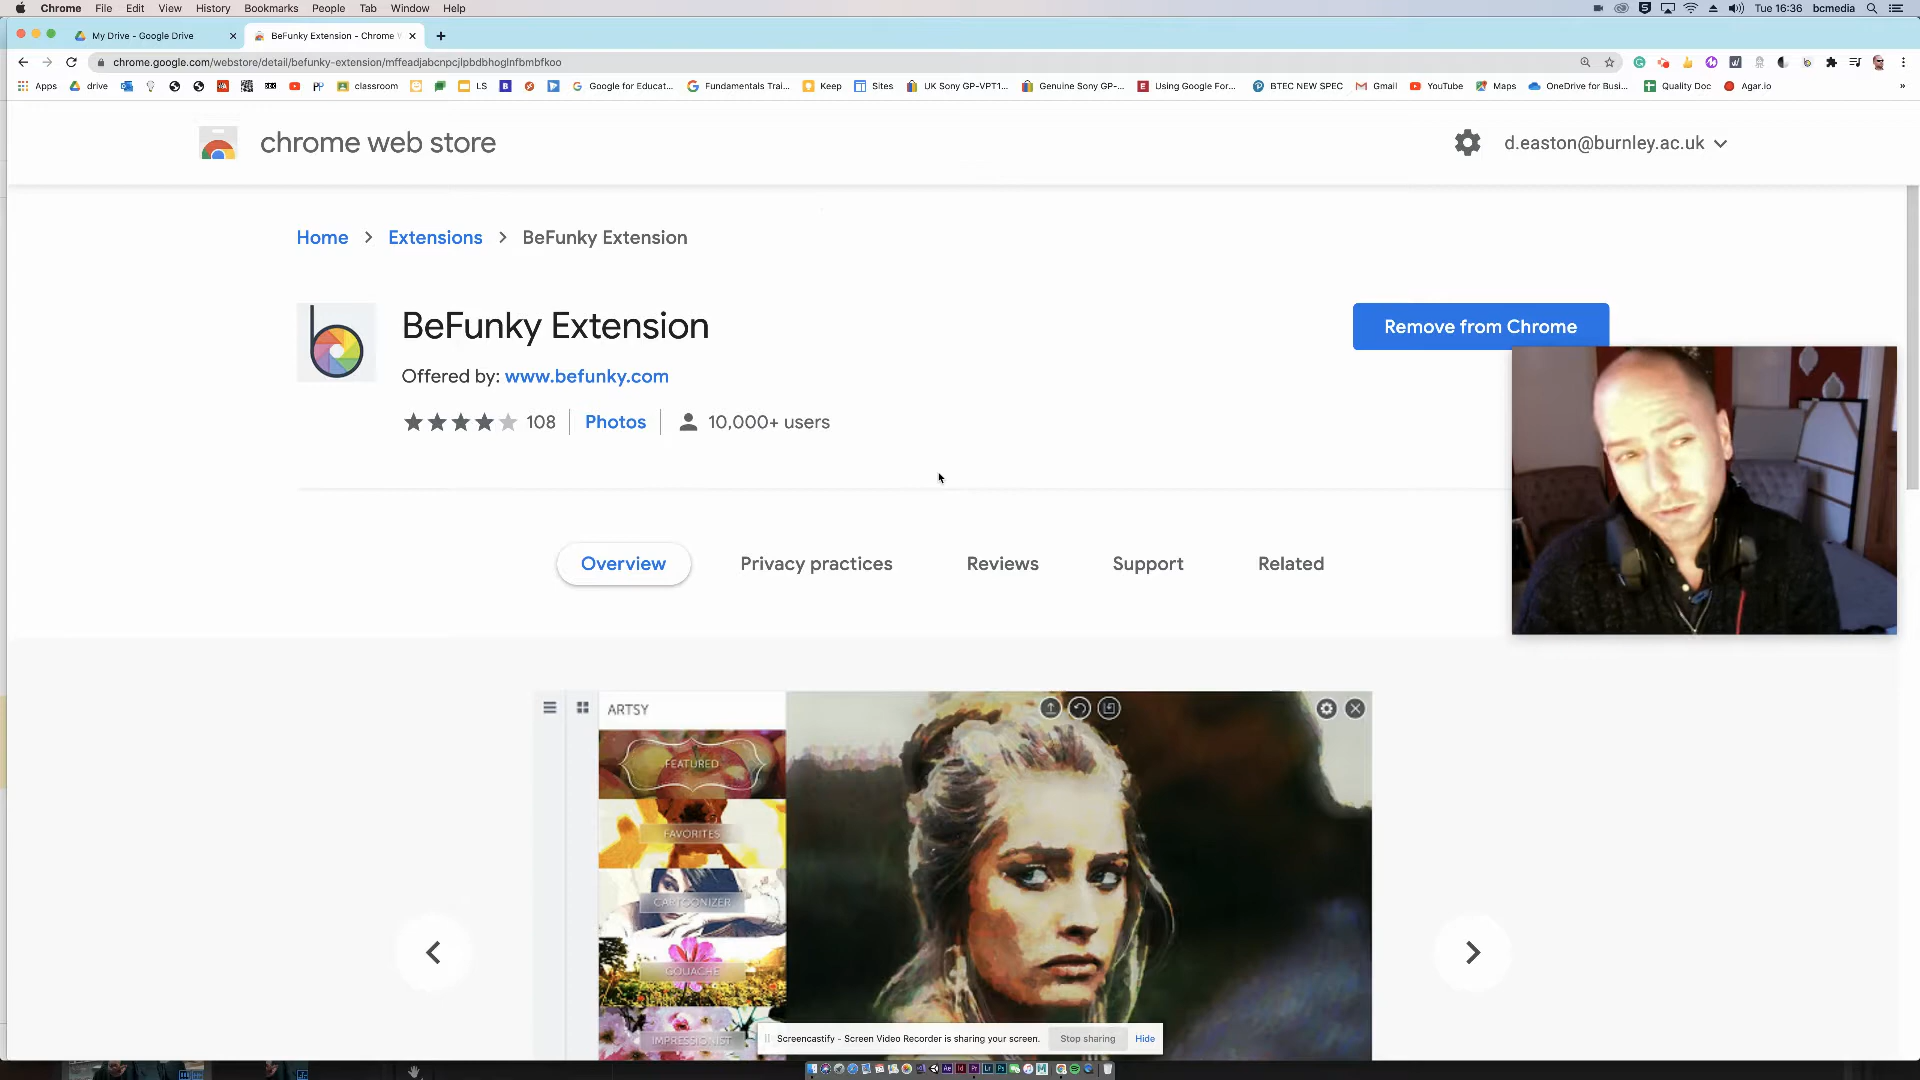 Chrome File Edit View History Bookmarks People Tab Window Help Tue 16:36 bcmedia
My Drive - Google Drive BeFunky Extension - Chrome W
chrome.google.com/webstore/detail/befunky-extension/mffeadjabcnpcjlpbdbhoglnfbmbfkoo
Apps drive classroom LS Google for Educat... Fundamentals Trai... Keep Sites UK Sony GP-VPT1... Genuine Sony GP-... Using Google For... BTEC NEW SPEC Gmail YouTube Maps OneDrive for Busi... Quality Doc Agar.io »
chrome web store d.easton@burnley.ac.uk
Home > Extensions > BeFunky Extension
BeFunky Extension
Remove from Chrome
Offered by: www.befunky.com
108 Photos 10,000+ users
Overview Privacy practices Reviews Support Related
ARTSY
FEATURED
FAVORITES
CARTOONIZER
GOUACHE
IMPRESSIONIST
Screencastify - Screen Video Recorder is sharing your screen. Stop sharing Hide